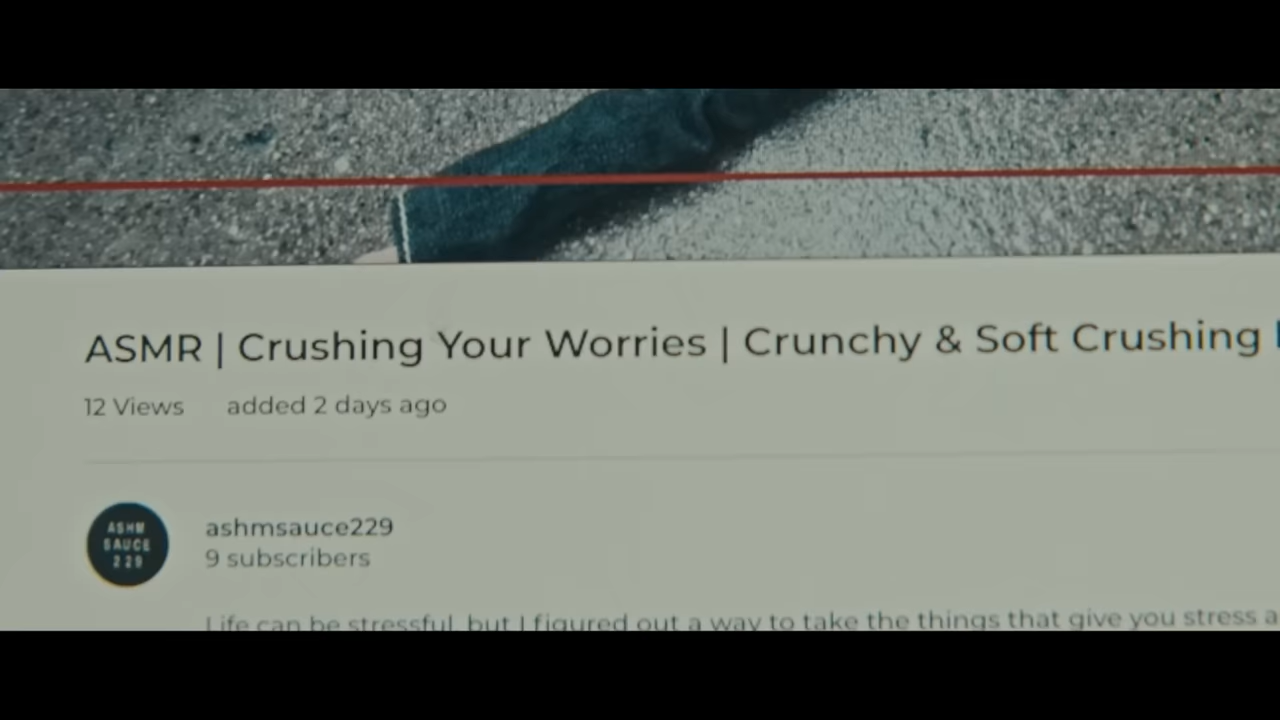 ASMR | Crushing Your Worries | Crunchy & Soft Crushing
12 Views added 2 days ago
ASHM
SAUCE
229
ashmsauce229
9 subscribers
Life can be stressful, but I figured out a way to take the things that give you stress a